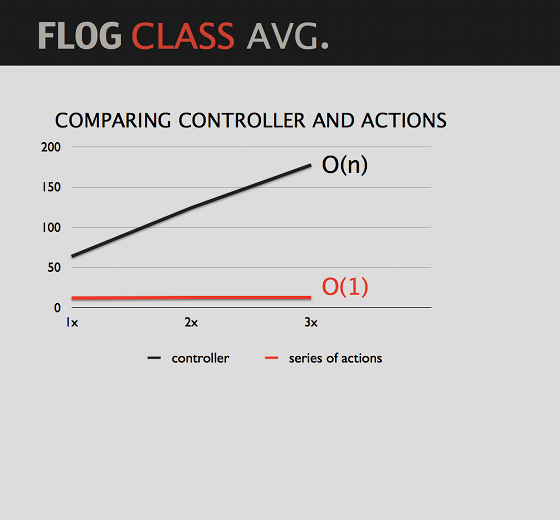 FLOG CLASS AVG.
COMPARING CONTROLLER AND ACTIONS
200
O(n)
150
100
50
O(1)
0
1x 2x 3x
controller series of actions